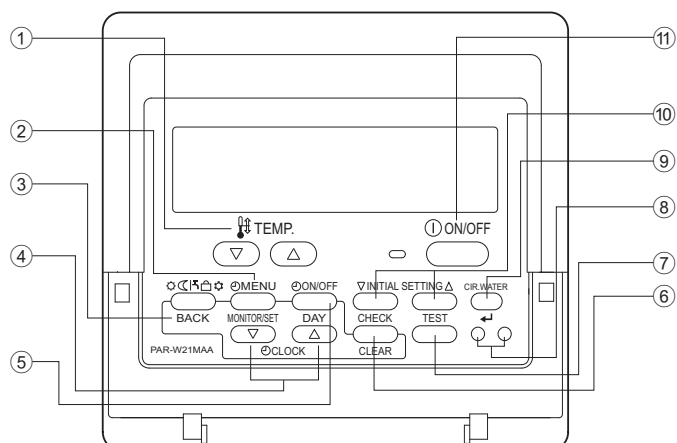 ① ⑪
② ⑩
③ ⑨
④ ⑧
⑤ ⑦
⑥
TEMP. ON/OFF
MENU ON/OFF ▽INITIAL SETTING△ CIR.WATER
BACK MONITOR/SET DAY CHECK TEST
PAR-W21MAA CLOCK CLEAR